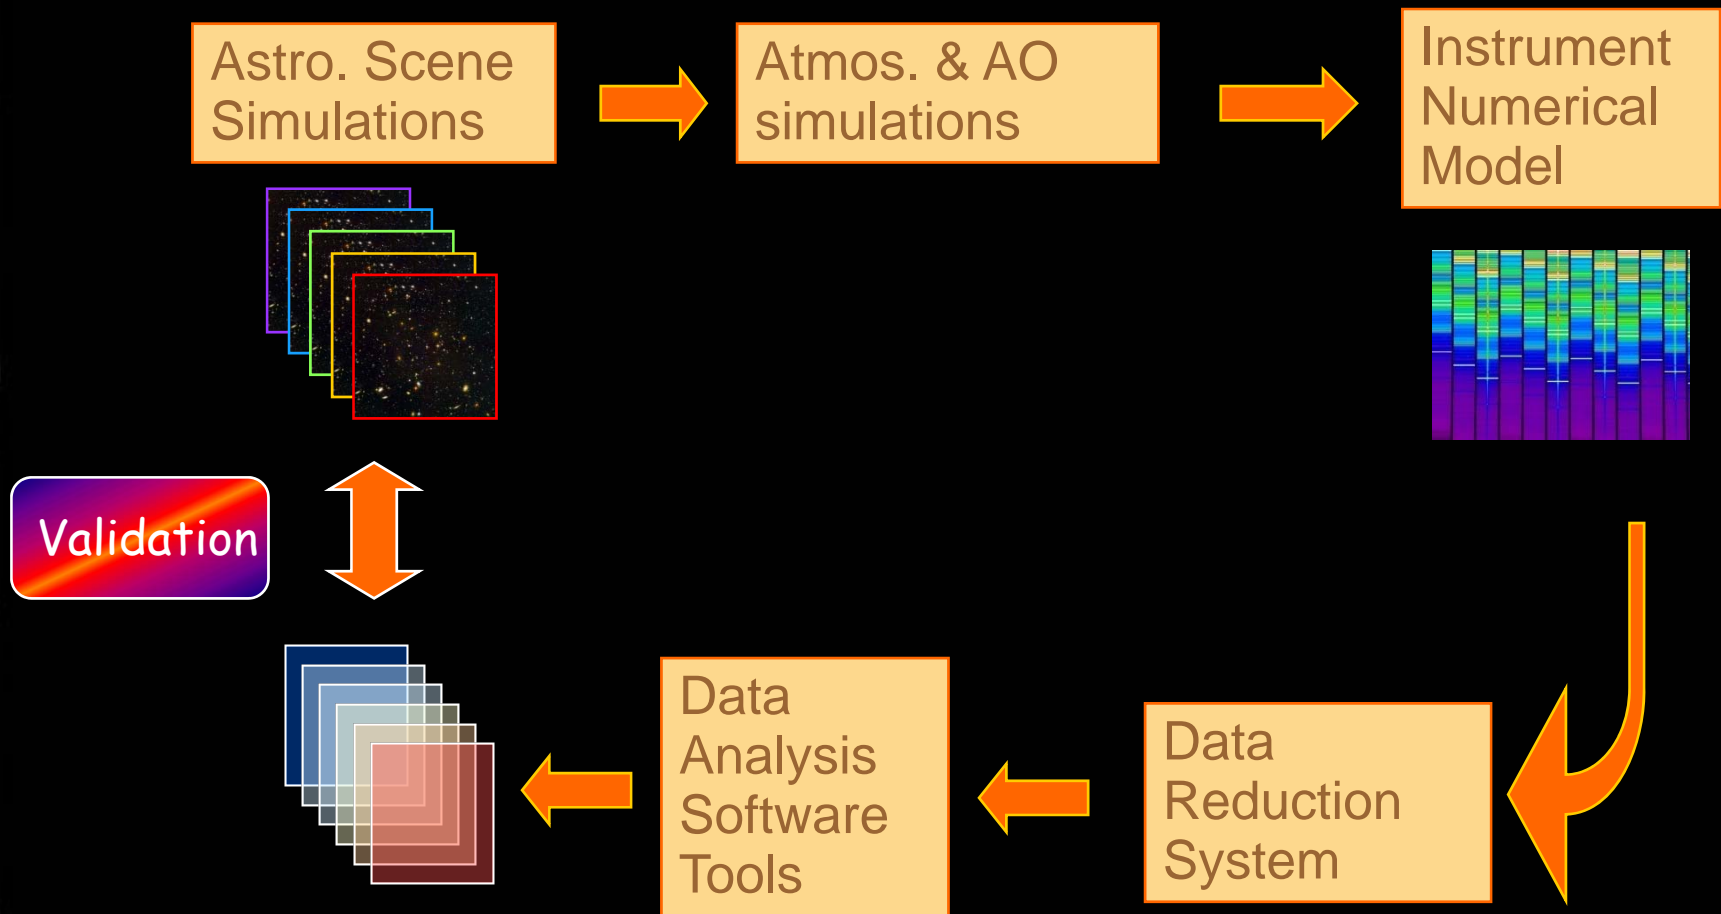 Astro. Scene
Simulations
Atmos. & AO
simulations
Instrument
Numerical
Model
Validation
Data
Analysis
Software
Tools
Data
Reduction
System